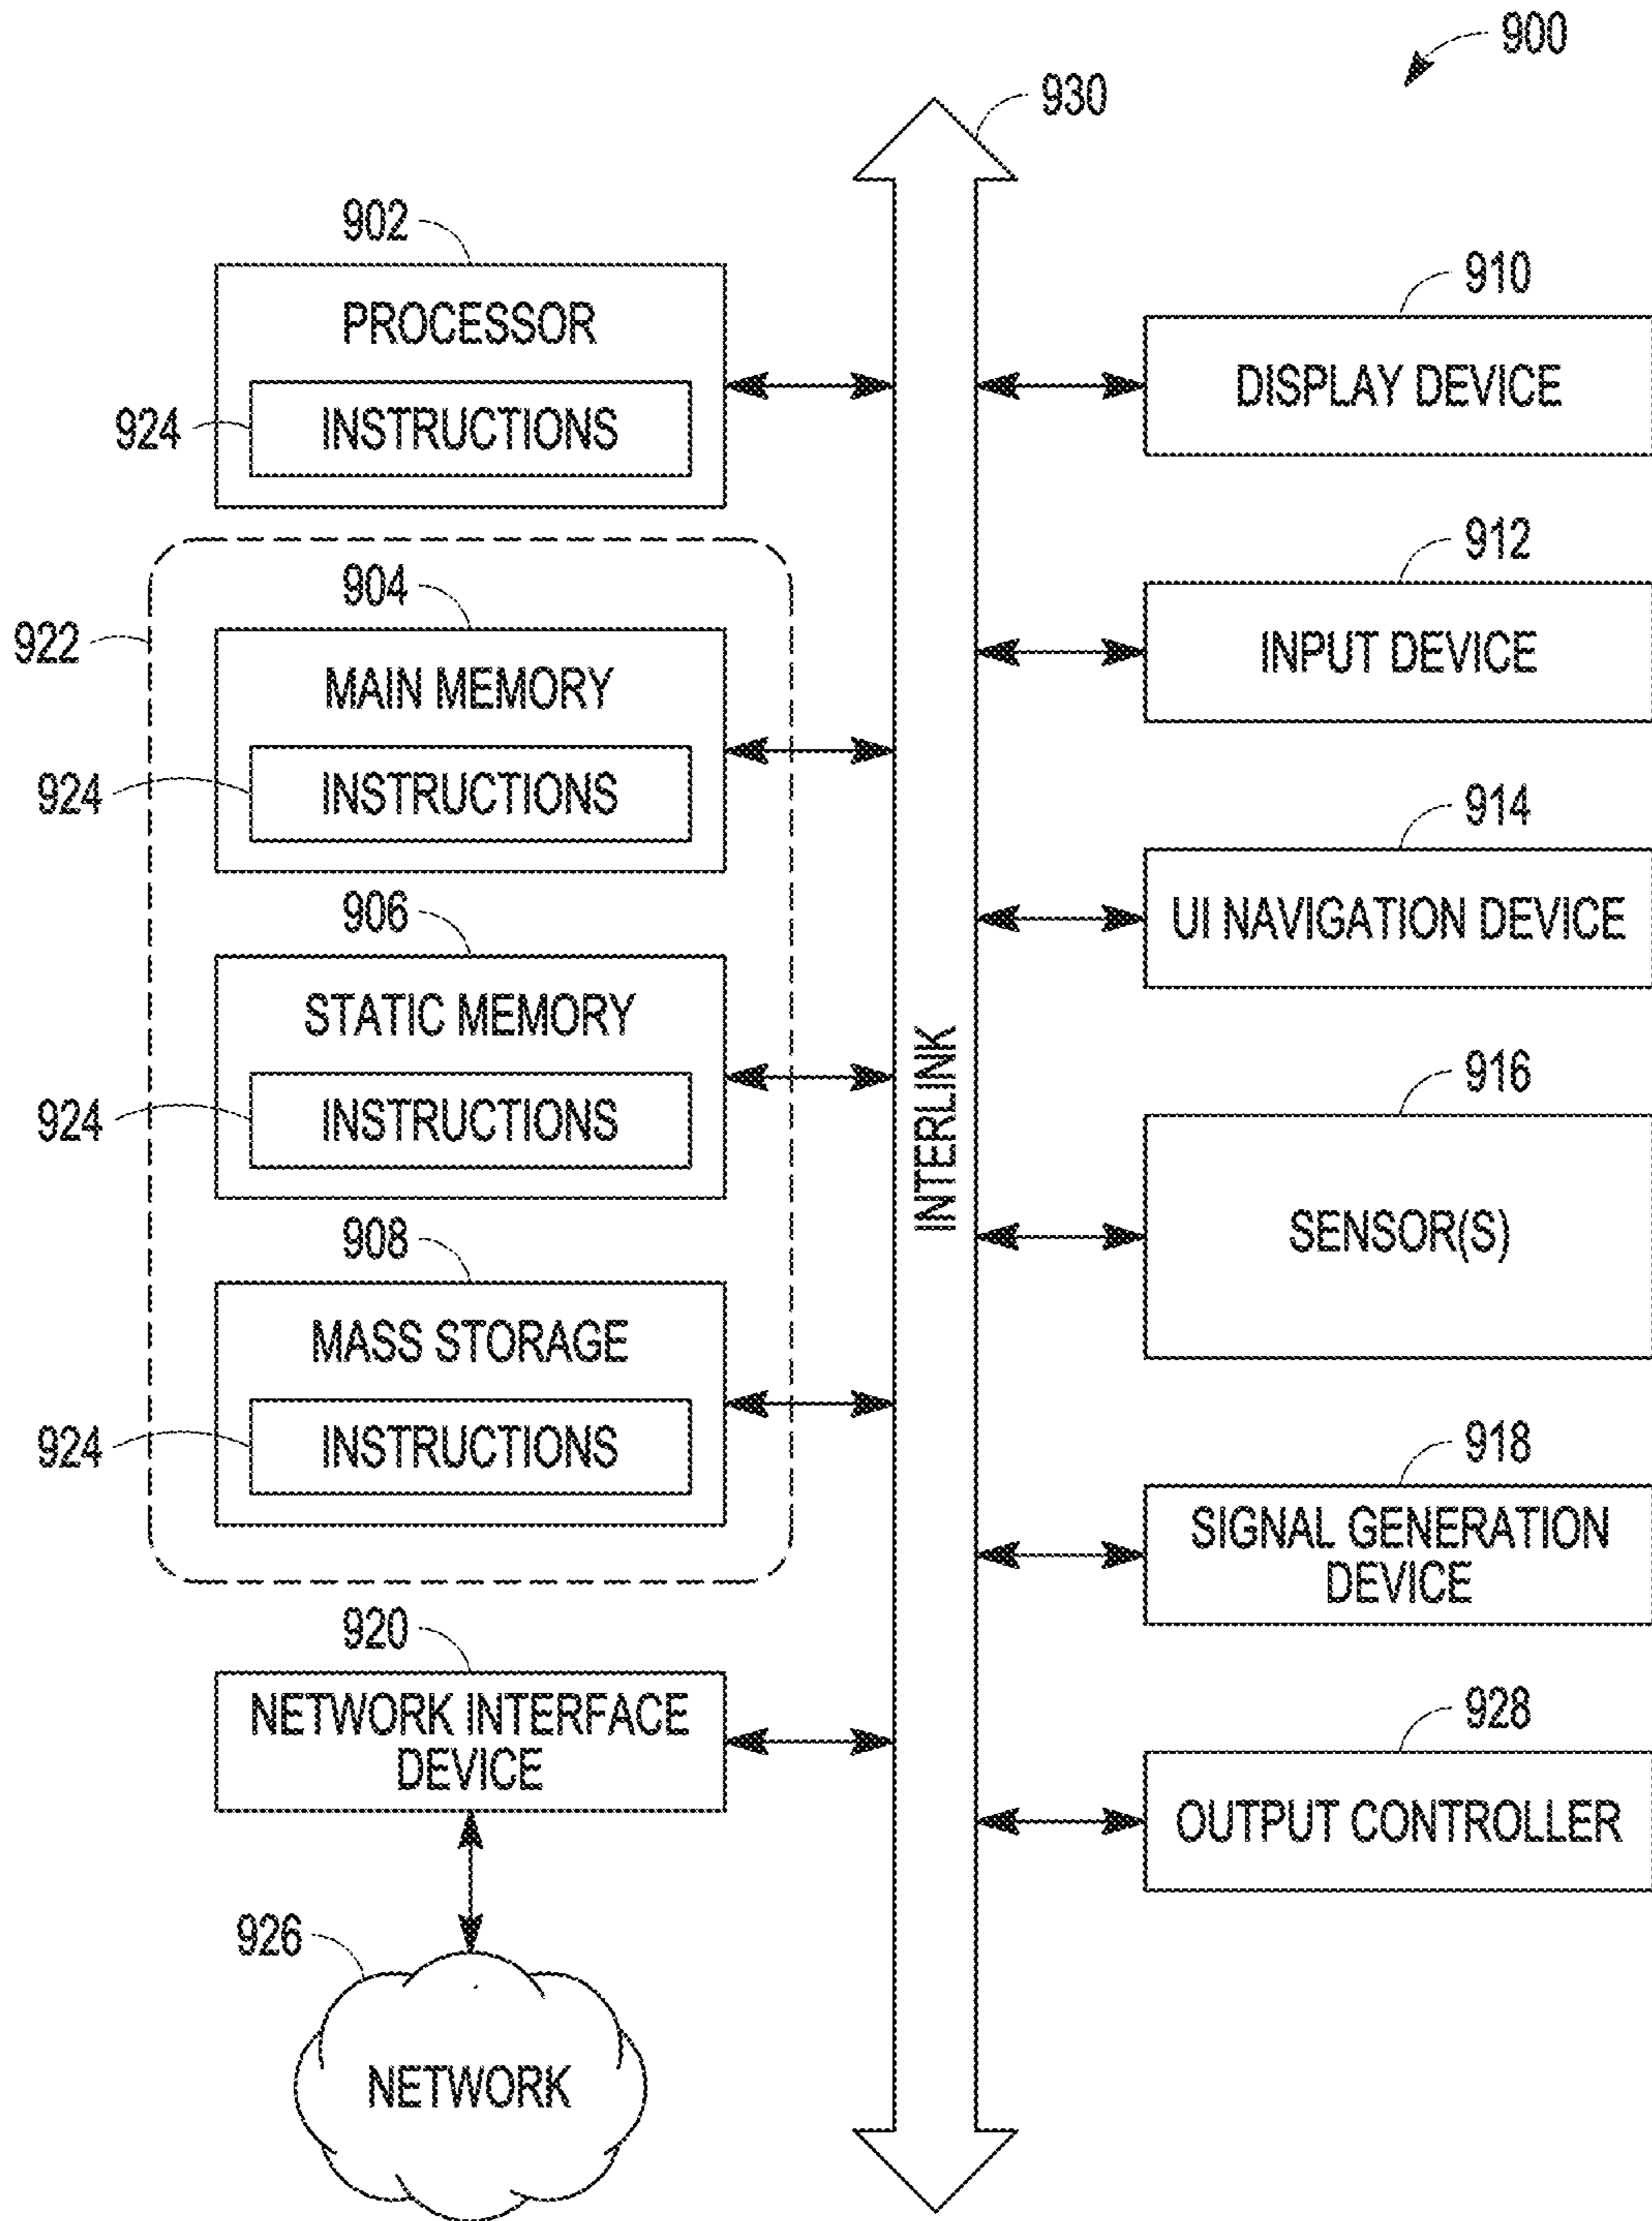 900
930
902
PROCESSOR
924
INSTRUCTIONS
922
904
MAIN MEMORY
924
INSTRUCTIONS
906
STATIC MEMORY
924
INSTRUCTIONS
908
MASS STORAGE
924
INSTRUCTIONS
920
NETWORK INTERFACE
DEVICE
926
NETWORK
INTERLINK
910
DISPLAY DEVICE
912
INPUT DEVICE
914
UI NAVIGATION DEVICE
916
SENSOR(S)
918
SIGNAL GENERATION
DEVICE
928
OUTPUT CONTROLLER